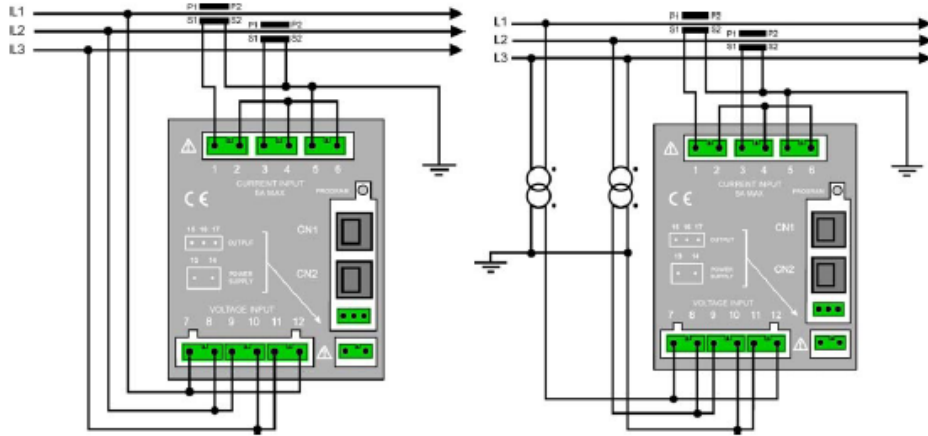 IL1
IL2
IL3
P1 P2
S1 S2
P1 P2
S1 S2
1 2 3 4 5 6
CURRENT INPUT
5A MAX
PROGRAM
CE
CN1
15 16 17
OUTPUT
CN2
13 14
POWER
SUPPLY
VOLTAGE INPUT
7 8 9 10 11 12
L1
L2
L3
P1 P2
S1 S2
P1 P2
S1 S2
1 2 3 4 5 6
CURRENT INPUT
5A MAX
PROGRAM
CE
CN1
15 16 17
OUTPUT
CN2
13 14
POWER
SUPPLY
VOLTAGE INPUT
7 8 9 10 11 12